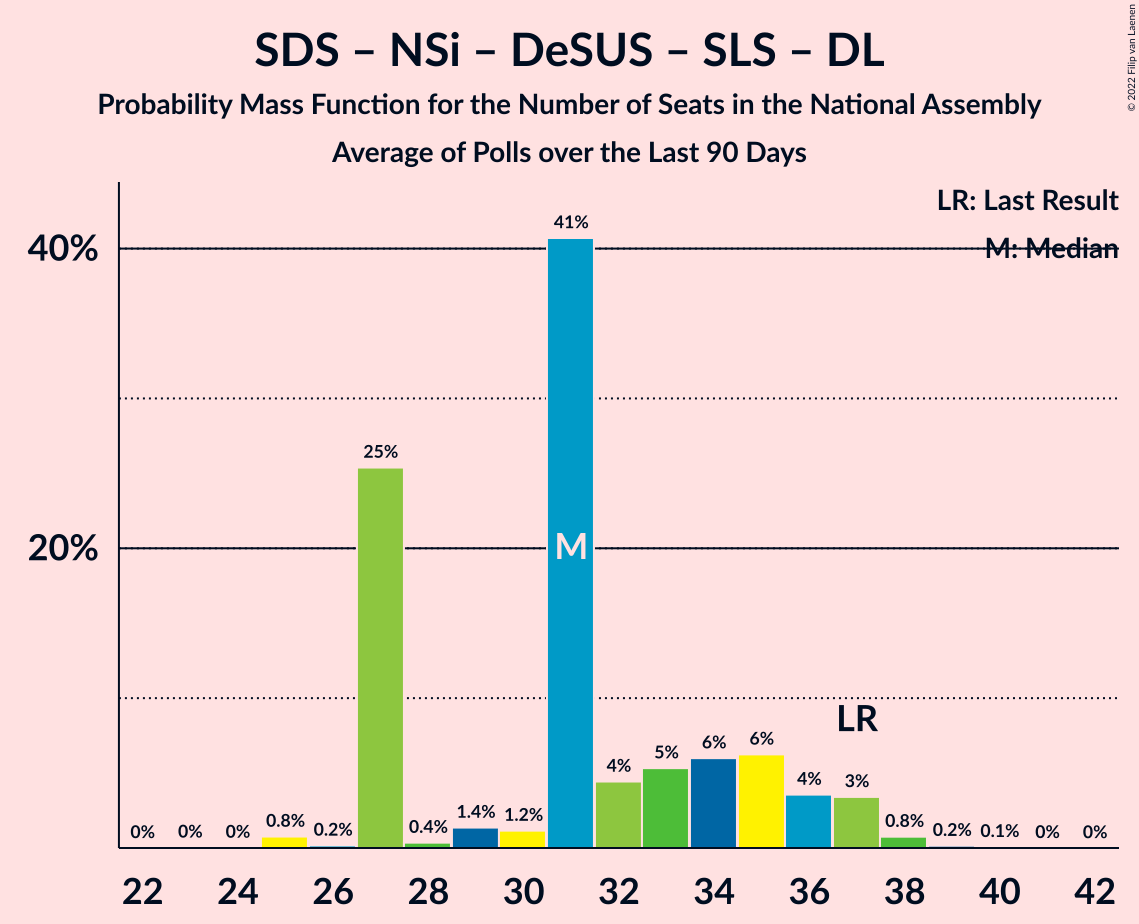 SDS – NSi – DeSUS – SLS – DL
Probability Mass Function for the Number of Seats in the National Assembly
Average of Polls over the Last 90 Days
© 2022 Filip van Laenen
LR: Last Result
M: Median
40%
20%
0%
0%
0%
0.8%
0.2%
25%
0.4%
1.4%
1.2%
41%
M
4%
5%
6%
6%
4%
LR
3%
0.8%
0.2%
0.1%
0%
0%
22 24 26 28 30 32 34 36 38 40 42